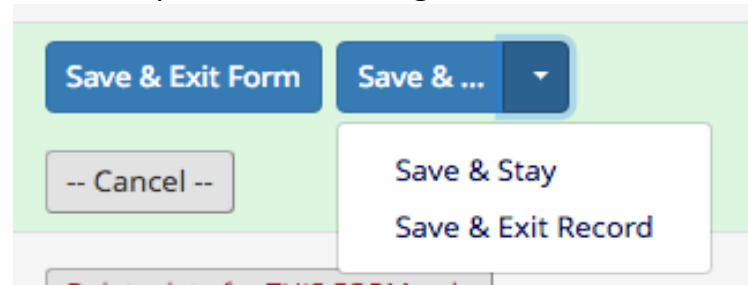 Save & Exit Form
Save & ...
-- Cancel --
Save & Stay
Save & Exit Record